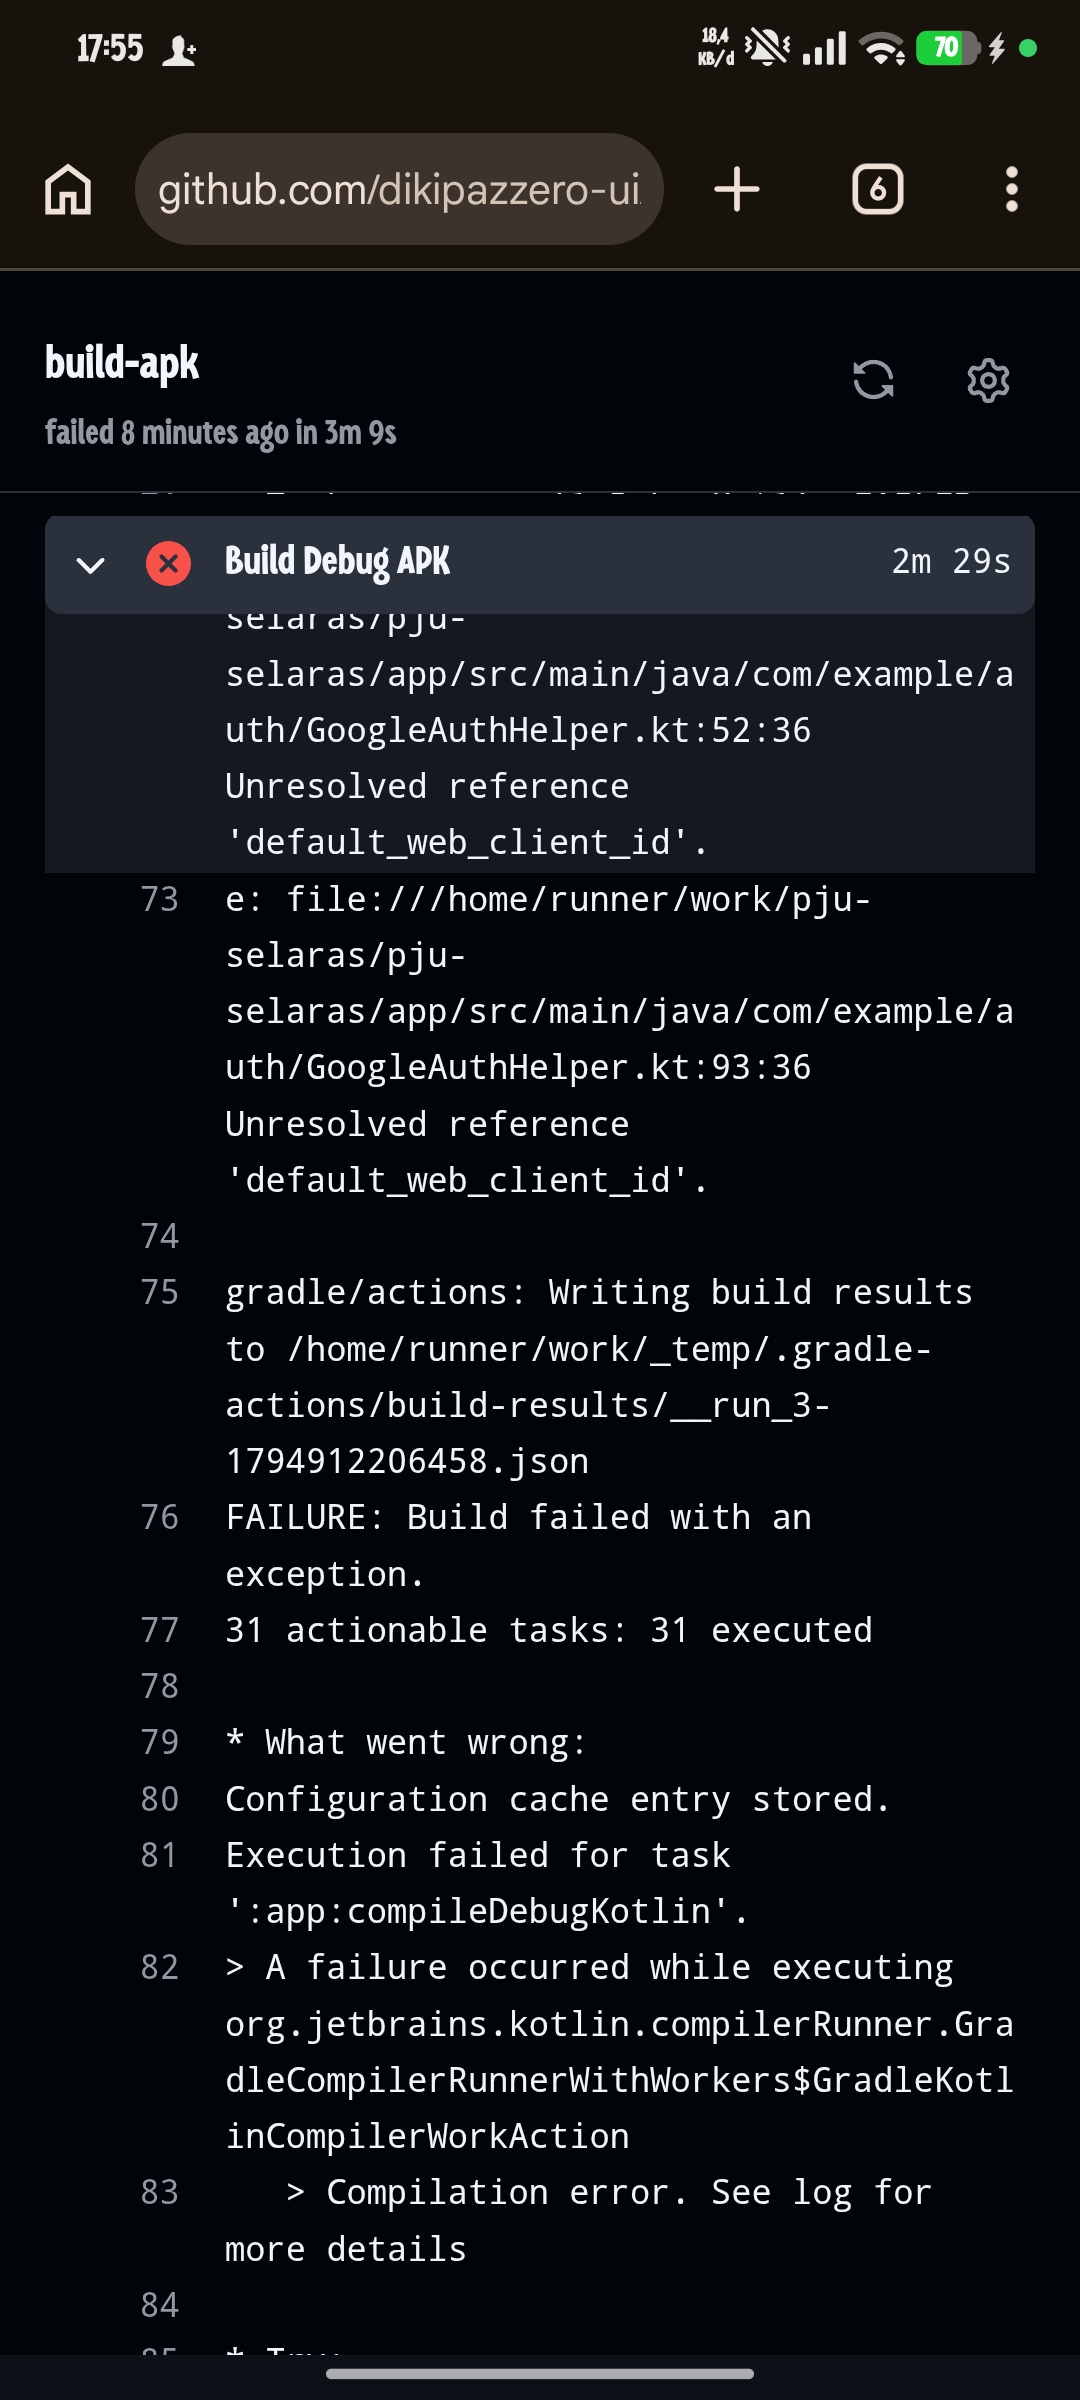 17:55
18,4
KB/d
70
github.com/dikipazzero-ui
6
build-apk
failed 8 minutes ago in 3m 9s
Build Debug APK
2m 29s
selaras/pju-
selaras/app/src/main/java/com/example/a
uth/GoogleAuthHelper.kt:52:36
Unresolved reference
'default_web_client_id'.
73 e: file:///home/runner/work/pju-
selaras/pju-
selaras/app/src/main/java/com/example/a
uth/GoogleAuthHelper.kt:93:36
Unresolved reference
'default_web_client_id'.
74
75 gradle/actions: Writing build results
to /home/runner/work/_temp/.gradle-
actions/build-results/__run_3-
1794912206458.json
76 FAILURE: Build failed with an
exception.
77 31 actionable tasks: 31 executed
78
79 * What went wrong:
80 Configuration cache entry stored.
81 Execution failed for task
':app:compileDebugKotlin'.
82 > A failure occurred while executing
org.jetbrains.kotlin.compilerRunner.Gra
dleCompilerRunnerWithWorkers$GradleKotl
inCompilerWorkAction
83 > Compilation error. See log for
more details
84